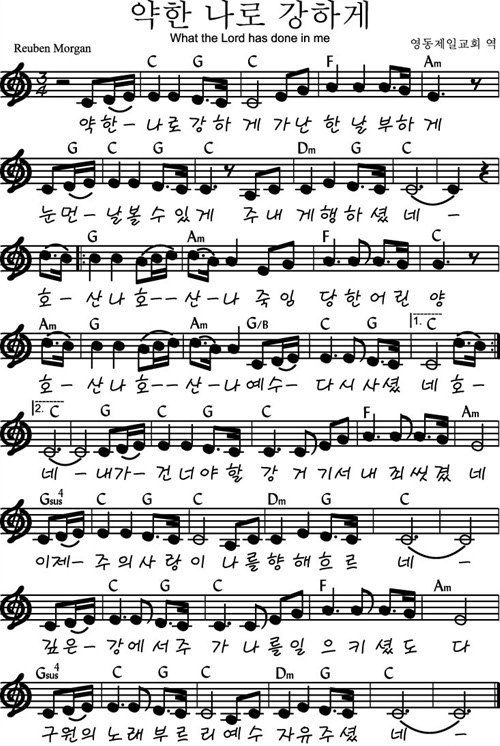 약한 나로 강하게
What the Lord has done in me
Reuben Morgan 영동제일교회 역
3/4 C G C F Am
약한- 나로강하 게 가난 한날부하게
G C G C Dm G C
눈먼- 날볼수있게 주내게행하셨네-
G Am F C
호- 산나호--산-나 죽임 당한어린 양
Am G Am G/B C G 1. C
호- 산나호--산-나예수- 다시사셨 네호-
2. C C G C F Am
네- -내가- 건너야할 강 거 기서내죄씻겼 네
Gsus4 C G C Dm G C
이제- 주의사랑이 나를향해흐르 네-
C G C F Am
깊은- 강에서주 가 나를일 으키셨도 다
Gsus4 C G C Dm G C
구원의 노래부르 리예수 자유주셨 네-